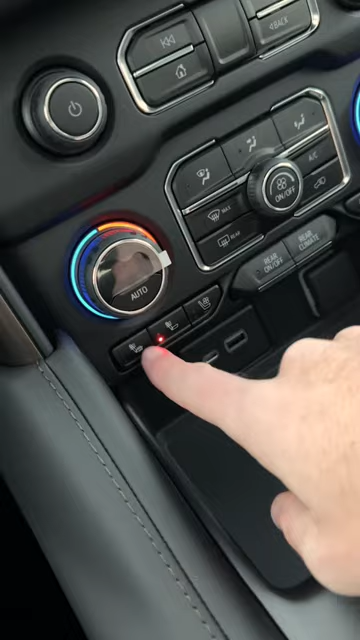 BACK
MAX
A/C
ON/OFF
REAR
REAR
ON/OFF
REAR
CLIMATE
AUTO